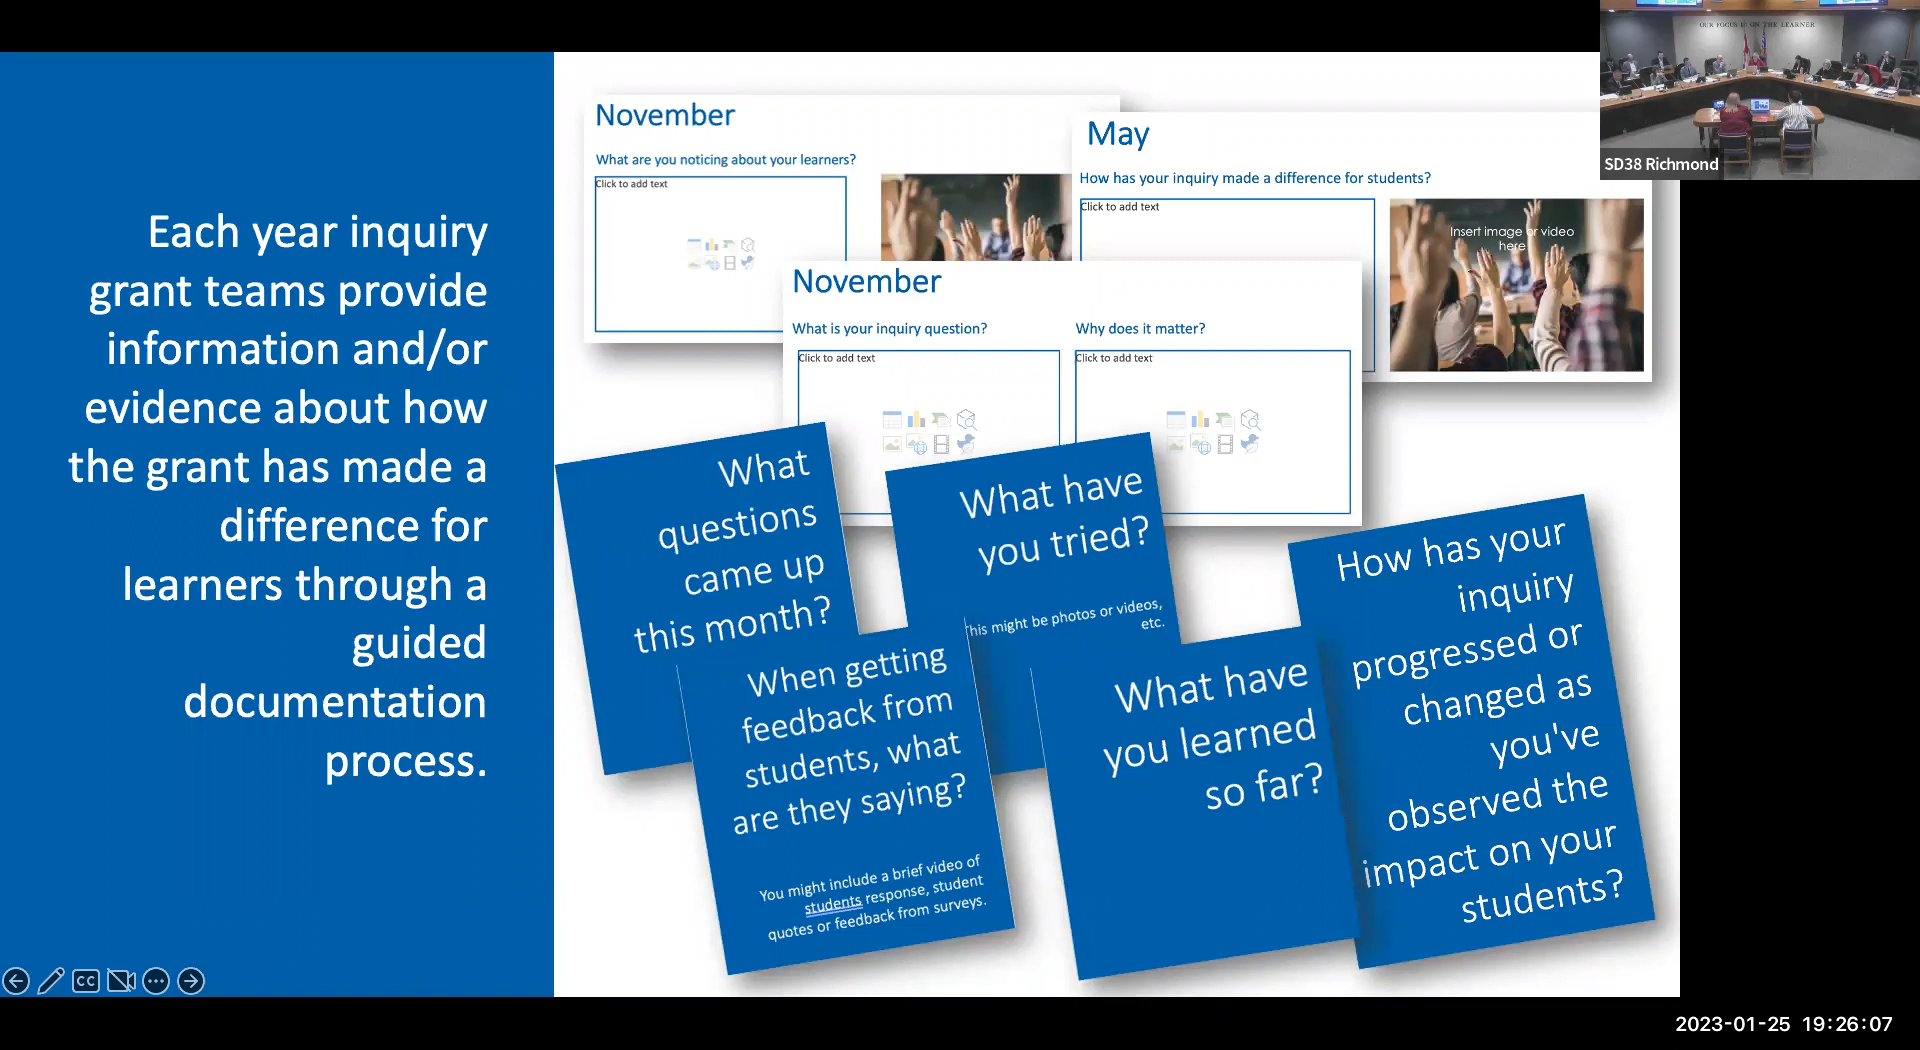 OUR FOCUS IS ON THE LEARNER
SD38 Richmond
Each year inquiry
grant teams provide
information and/or
evidence about how
the grant has made a
difference for
learners through a
guided
documentation
process.
November
What are you noticing about your learners?
Click to add text
May
How has your inquiry made a difference for students?
Click to add text
Insert image or video
here
November
What is your inquiry question?
Click to add text
Why does it matter?
Click to add text
What
questions
came up
this month?
What have
you tried?
This might be photos or videos,
etc.
When getting
feedback from
students, what
are they saying?
You might include a brief video of
students response, student
quotes or feedback from surveys.
What have
you learned
so far?
How has your
inquiry
progressed or
changed as
you've
observed the
impact on your
students?
CC
2023-01-25 19:26:07